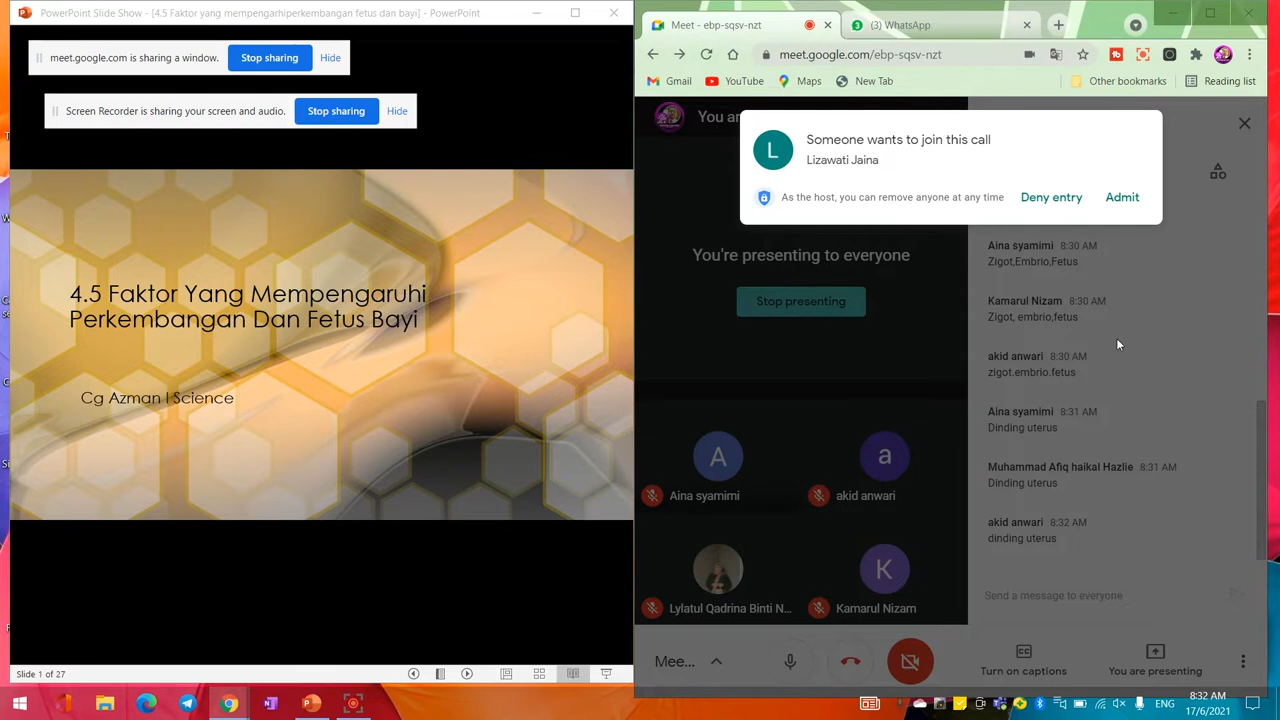 PowerPoint Slide Show - [4.5 Faktor yang mempengarhiperkembangan fetus dan bayi] - PowerPoint
meet.google.com is sharing a window. Stop sharing Hide
Screen Recorder is sharing your screen and audio. Stop sharing Hide
4.5 Faktor Yang Mempengaruhi
Perkembangan Dan Fetus Bayi
Cg Azman I Science
Slide 1 of 27
Meet - ebp-sqsv-nzt
(3) WhatsApp
meet.google.com/ebp-sqsv-nzt
Gmail YouTube Maps New Tab Other bookmarks Reading list
You ar
L
Someone wants to join this call
Lizawati Jaina
As the host, you can remove anyone at any time Deny entry Admit
You're presenting to everyone
Stop presenting
A
Aina syamimi
a
akid anwari
Lylatul Qadrina Binti N...
K
Kamarul Nizam
Aina syamimi 8:30 AM
Zigot,Embrio,Fetus
Kamarul Nizam 8:30 AM
Zigot, embrio,fetus
akid anwari 8:30 AM
zigot.embrio.fetus
Aina syamimi 8:31 AM
Dinding uterus
Muhammad Afiq haikal Hazlie 8:31 AM
Dinding uterus
akid anwari 8:32 AM
dinding uterus
Send a message to everyone
Mee...
CC
Turn on captions
You are presenting
ENG
8:32 AM
17/6/2021